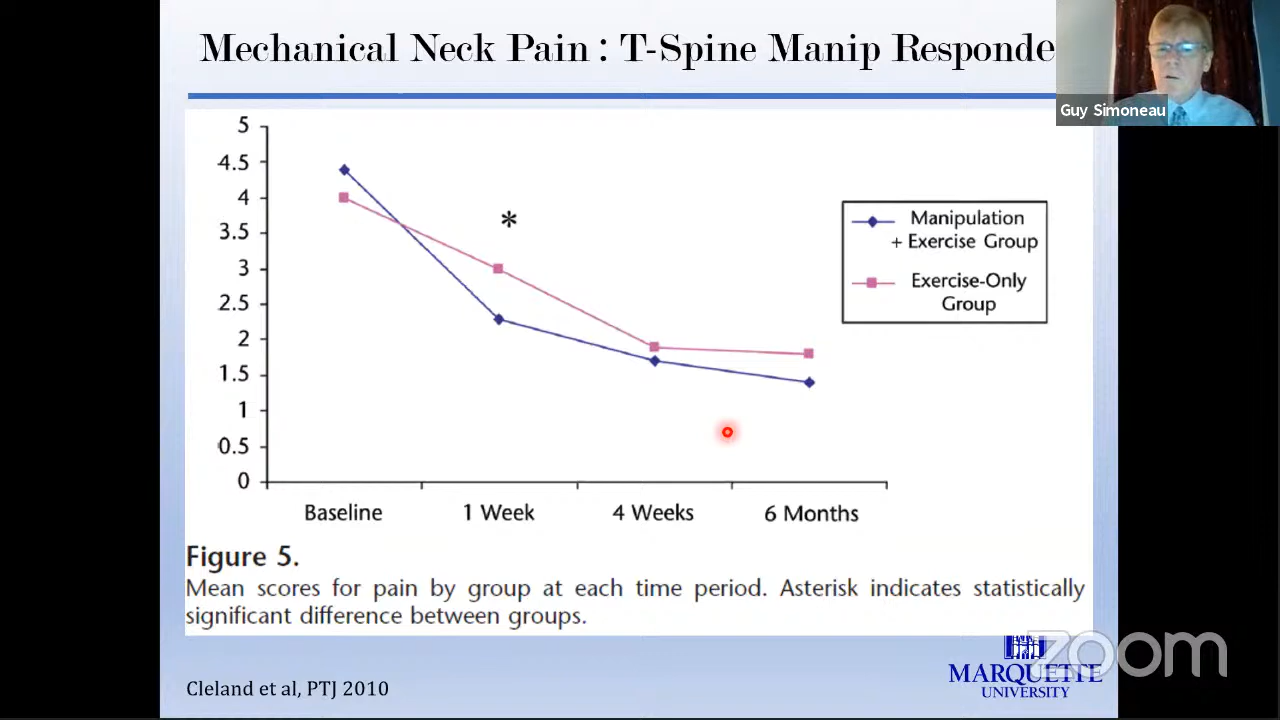 Mechanical Neck Pain : T-Spine Manip Responde
Guy Simoneau
5
4.5
4
3.5
3
2.5
2
1.5
1
0.5
0
*
Manipulation
+ Exercise Group
Exercise-Only
Group
Baseline 1 Week 4 Weeks 6 Months
Figure 5.
Mean scores for pain by group at each time period. Asterisk indicates statistically
significant difference between groups.
Cleland et al, PTJ 2010
MARQUETTE
UNIVERSITY
zoom